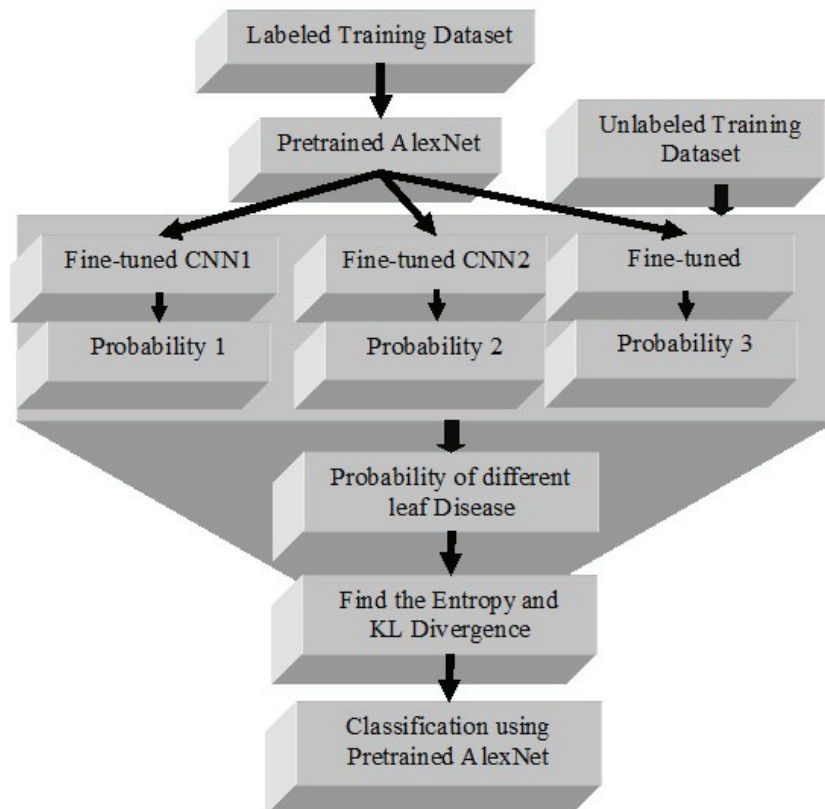 Labeled Training Dataset
Pretrained AlexNet
Unlabeled Training
Dataset
Fine-tuned CNN1
Fine-tuned CNN2
Fine-tuned
Probability 1
Probability 2
Probability 3
Probability of different
leaf Disease
Find the Entropy and
KL Divergence
Classification using
Pretrained AlexNet